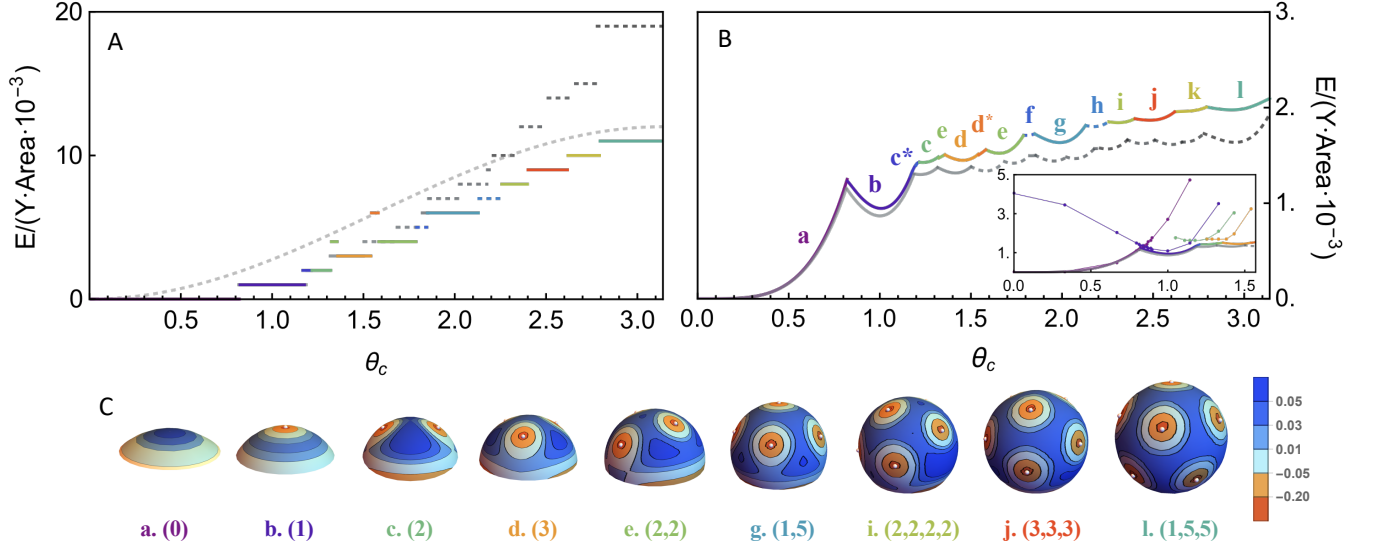 A
E/(Y·Area·10⁻³)
20
10
0
0.5
1.0
1.5
2.0
2.5
3.0
θc
B
a
b
c*
c
e
d
d*
e
f
g
h
i
j
k
l
3.
2.
1.
0.
E/(Y·Area·10⁻³)
0.0
0.5
1.0
1.5
2.0
2.5
3.0
θc
5.
3.
1.
0.0
0.5
1.0
1.5
C
a. (0)
b. (1)
c. (2)
d. (3)
e. (2,2)
g. (1,5)
i. (2,2,2,2)
j. (3,3,3)
l. (1,5,5)
0.05
0.03
0.01
−0.05
−0.20